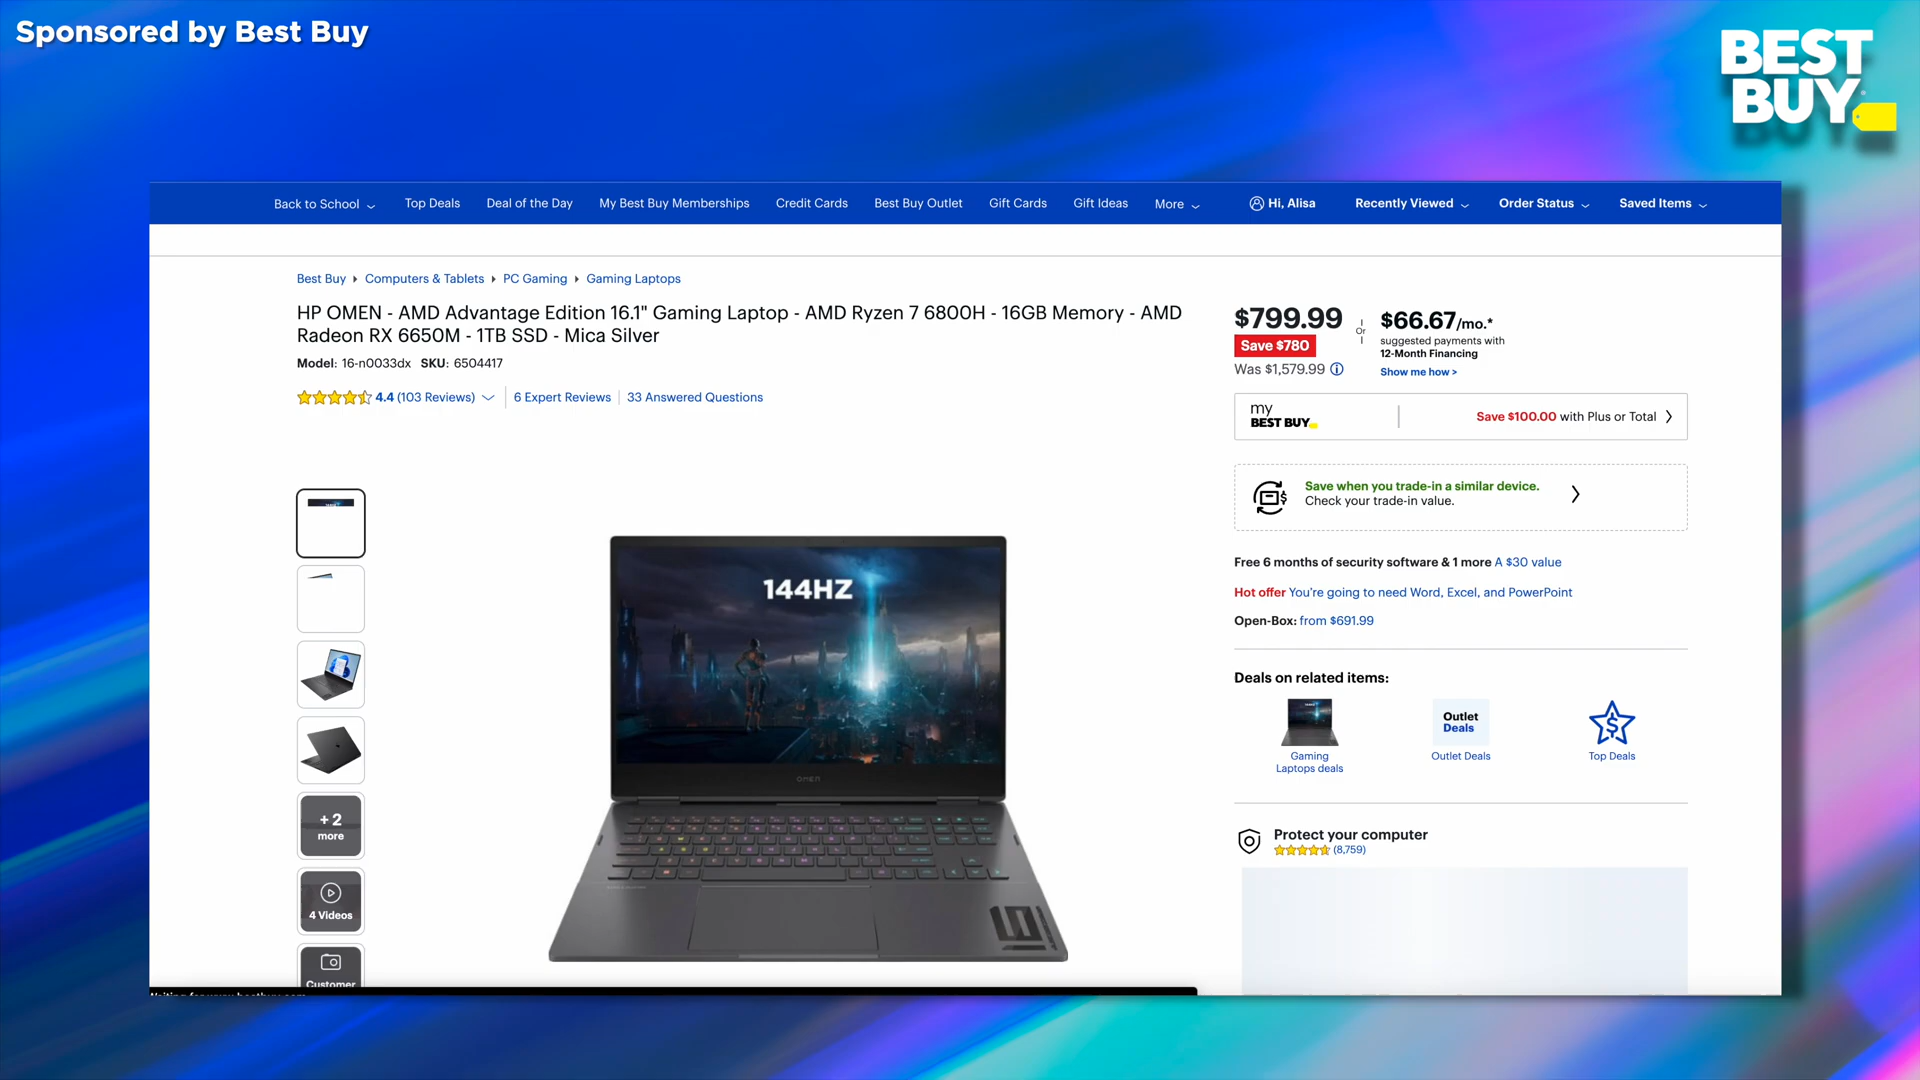 Sponsored by Best Buy
BEST
BUY
Back to School
Top Deals
Deal of the Day
My Best Buy Memberships
Credit Cards
Best Buy Outlet
Gift Cards
Gift Ideas
More
Hi, Alisa
Recently Viewed
Order Status
Saved Items
Best Buy
Computers & Tablets
PC Gaming
Gaming Laptops
HP OMEN - AMD Advantage Edition 16.1" Gaming Laptop - AMD Ryzen 7 6800H - 16GB Memory - AMD
Radeon RX 6650M - 1TB SSD - Mica Silver
Model: 16-n0033dx SKU: 6504417
4.4 (103 Reviews)
6 Expert Reviews
33 Answered Questions
$799.99
Save $780
Was $1,579.99
Or
$66.67/mo.*
suggested payments with
12-Month Financing
Show me how >
my
BEST BUY
Save $100.00 with Plus or Total
Save when you trade-in a similar device.
Check your trade-in value.
Free 6 months of security software & 1 more A $30 value
Hot offer You're going to need Word, Excel, and PowerPoint
Open-Box: from $691.99
Deals on related items:
Gaming
Laptops deals
Outlet
Deals
Outlet Deals
Top Deals
Protect your computer
(8,759)
144HZ
OMEN
+ 2
more
4 Videos
Customer